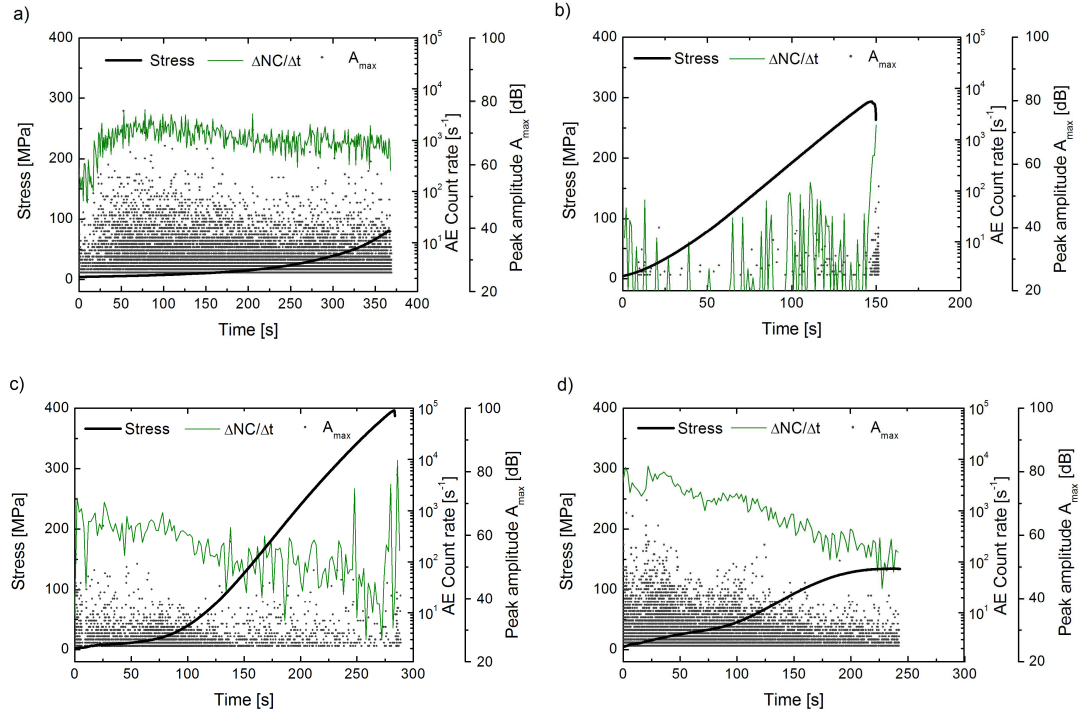 a)
Stress ΔNC/Δt A_max
Stress [MPa]
400
300
200
100
0
0 50 100 150 200 250 300 350 400
Time [s]
10^5
10^4
10^3
10^2
10^1
AE Count rate [s^-1]
100
80
60
40
20
Peak amplitude A_max [dB]
b)
Stress ΔNC/Δt A_max
Stress [MPa]
400
300
200
100
0
0 50 100 150 200
Time [s]
10^5
10^4
10^3
10^2
10^1
AE Count rate [s^-1]
100
80
60
40
20
Peak amplitude A_max [dB]
c)
Stress ΔNC/Δt A_max
Stress [MPa]
400
300
200
100
0
0 50 100 150 200 250 300
Time [s]
10^5
10^4
10^3
10^2
10^1
AE Count rate [s^-1]
100
80
60
40
20
Peak amplitude A_max [dB]
d)
Stress ΔNC/Δt A_max
Stress [MPa]
400
300
200
100
0
0 50 100 150 200 250 300
Time [s]
10^5
10^4
10^3
10^2
10^1
AE Count rate [s^-1]
100
80
60
40
20
Peak amplitude A_max [dB]